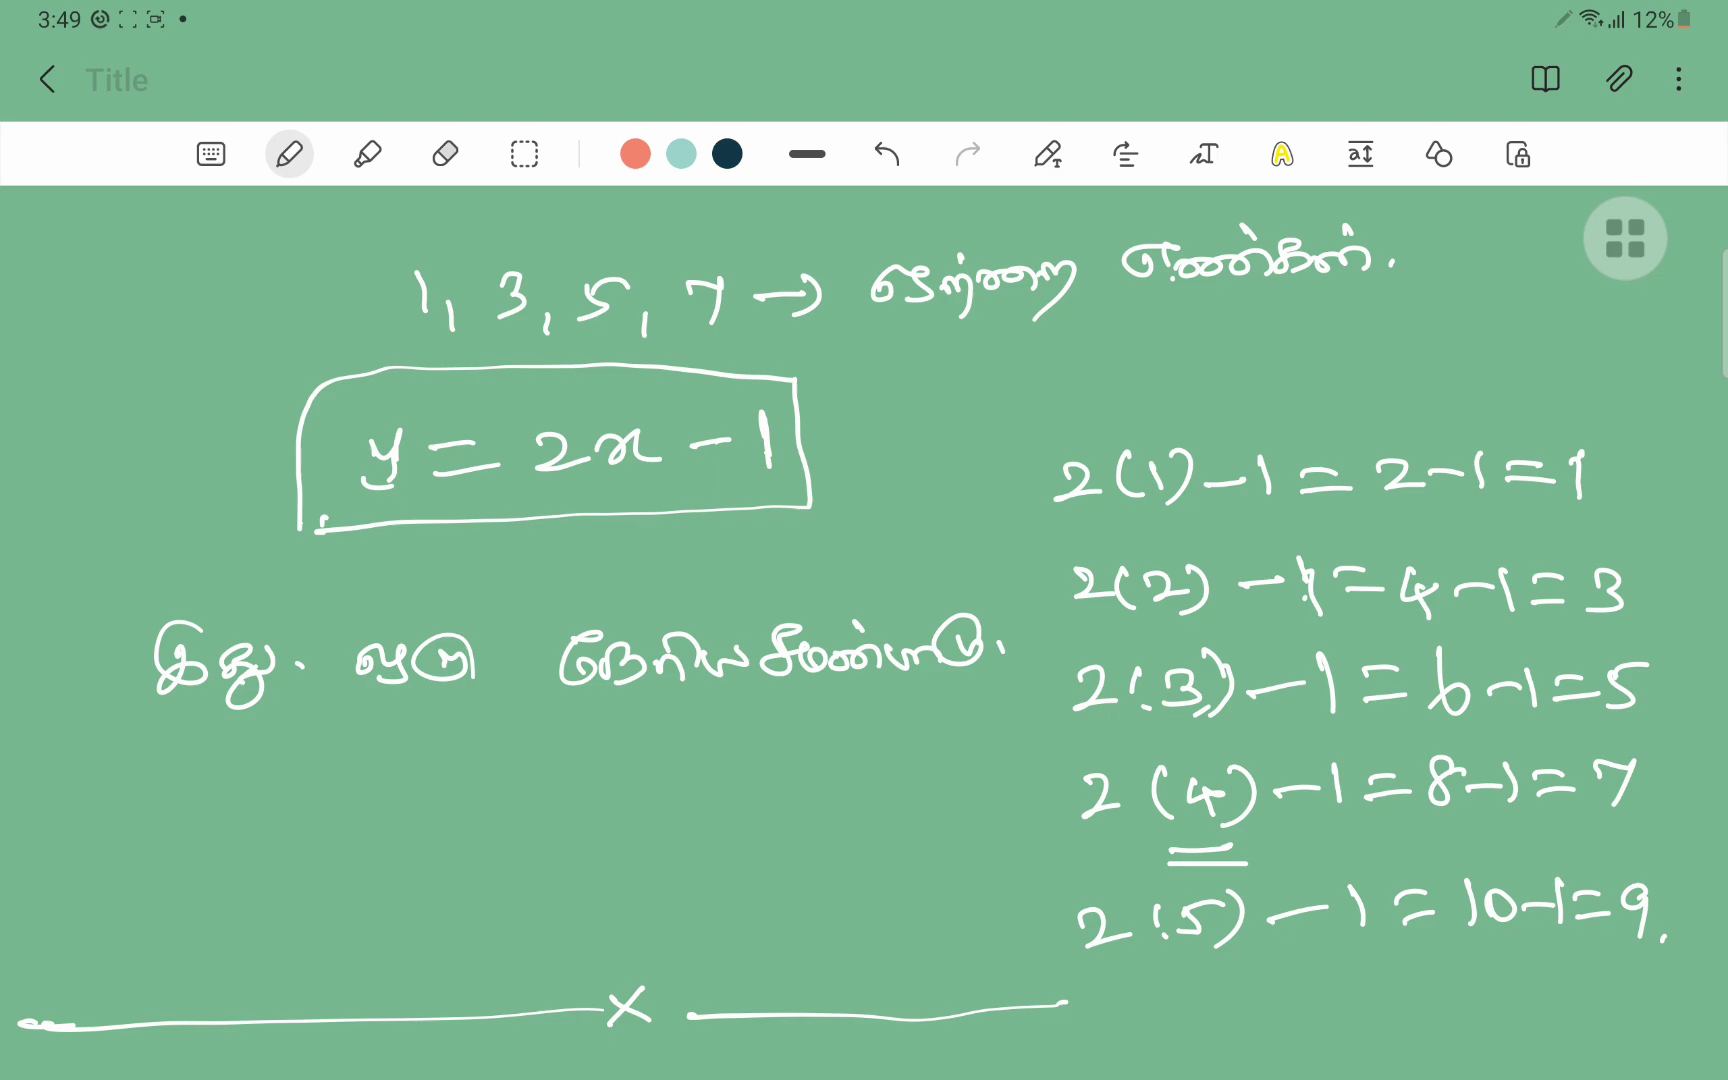 3:49 12%
Title
1, 3, 5, 7 → ஒற்றை எண்கள்.
y = 2x - 1
2(1) - 1 = 2 - 1 = 1
2(2) - 1 = 4 - 1 = 3
இது. ஒரு நேரியசமன்பாடு.
2(3) - 1 = 6 - 1 = 5
2(4) - 1 = 8 - 1 = 7
2(5) - 1 = 10 - 1 = 9.